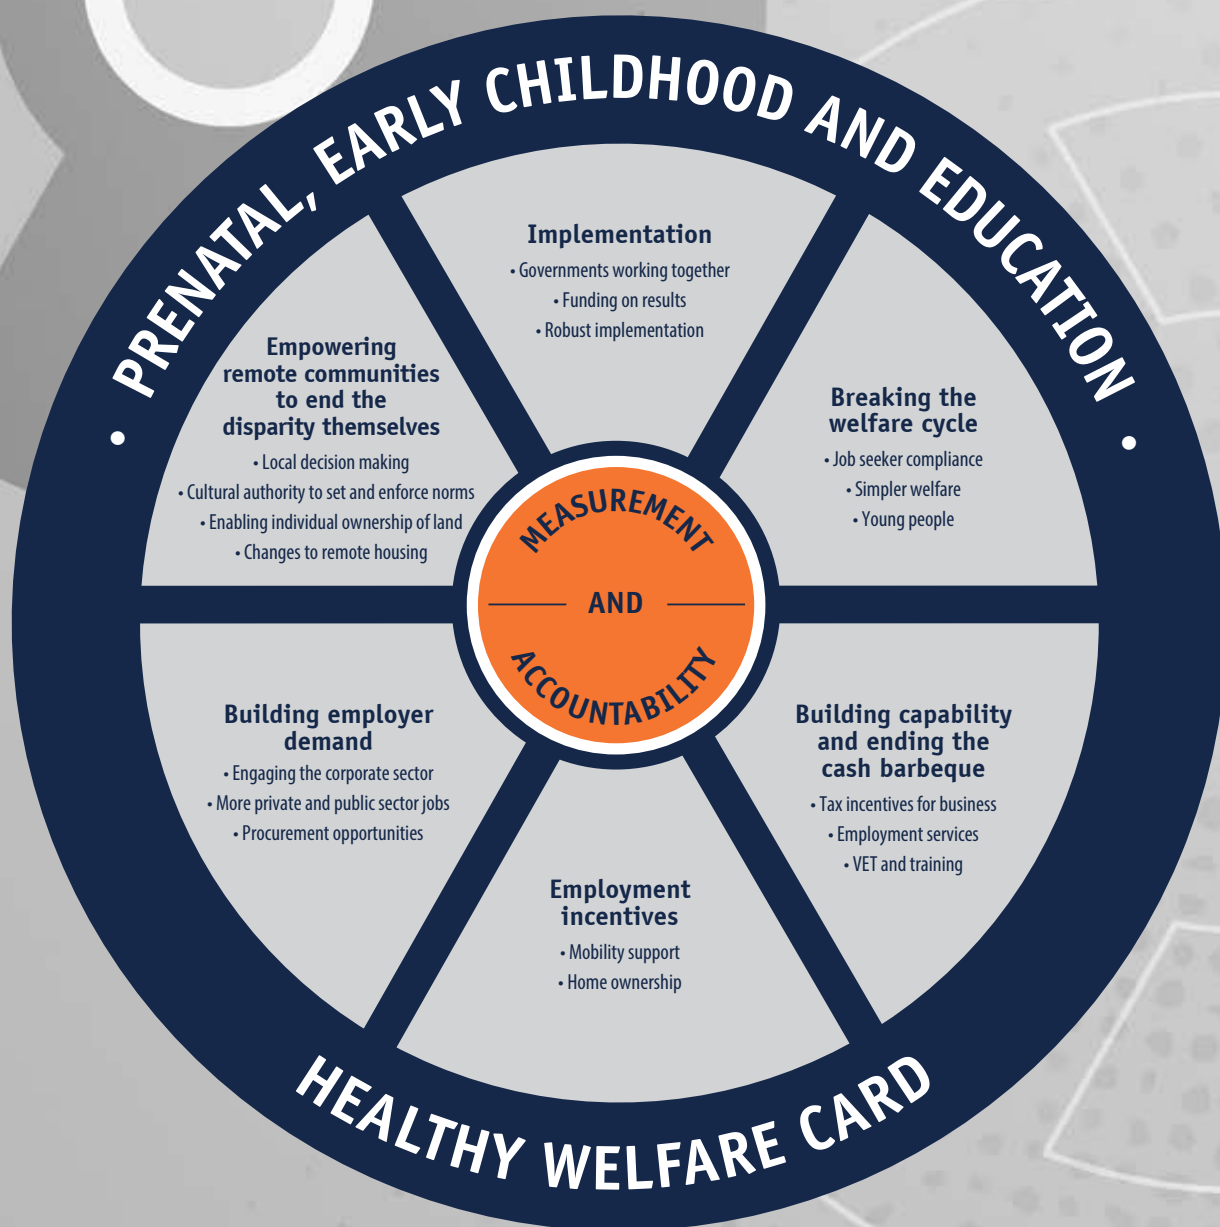 PRENATAL, EARLY CHILDHOOD AND EDUCATION
Implementation
• Governments working together
• Funding on results
• Robust implementation
Empowering
remote communities
to end the
disparity themselves
• Local decision making
• Cultural authority to set and enforce norms
• Enabling individual ownership of land
• Changes to remote housing
Breaking the
welfare cycle
• Job seeker compliance
• Simpler welfare
• Young people
MEASUREMENT
AND
ACCOUNTABILITY
Building employer
demand
• Engaging the corporate sector
• More private and public sector jobs
• Procurement opportunities
Building capability
and ending the
cash barbeque
• Tax incentives for business
• Employment services
• VET and training
Employment
incentives
• Mobility support
• Home ownership
HEALTHY WELFARE CARD